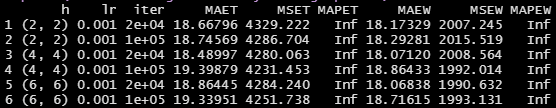 h lr iter MAET MSET MAPET MAEW MSEW MAPEW
1 (2, 2) 0.001 2e+04 18.66796 4329.222 Inf 18.17329 2007.245 Inf
2 (2, 2) 0.001 1e+05 18.74569 4286.704 Inf 18.29281 2015.519 Inf
3 (4, 4) 0.001 2e+04 18.48997 4280.063 Inf 18.07120 2008.564 Inf
4 (4, 4) 0.001 1e+05 19.39879 4231.453 Inf 18.86433 1992.014 Inf
5 (6, 6) 0.001 2e+04 18.86445 4284.240 Inf 18.06838 1990.632 Inf
6 (6, 6) 0.001 1e+05 19.33951 4251.738 Inf 18.71615 1993.131 Inf